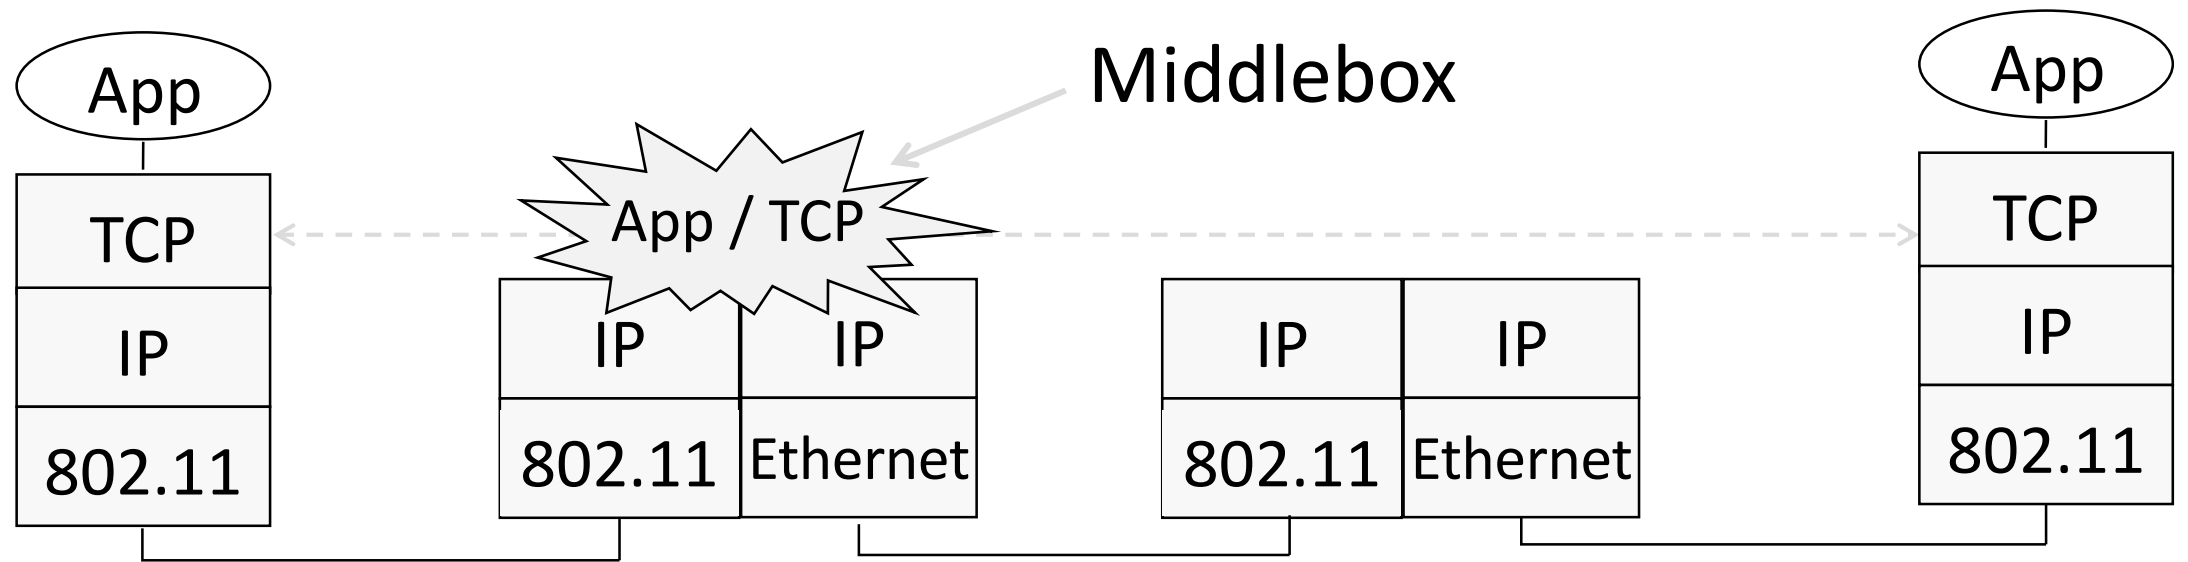 App
Middlebox
App
TCP
App / TCP
TCP
IP
IP
IP
IP
IP
IP
802.11
802.11
Ethernet
802.11
Ethernet
802.11